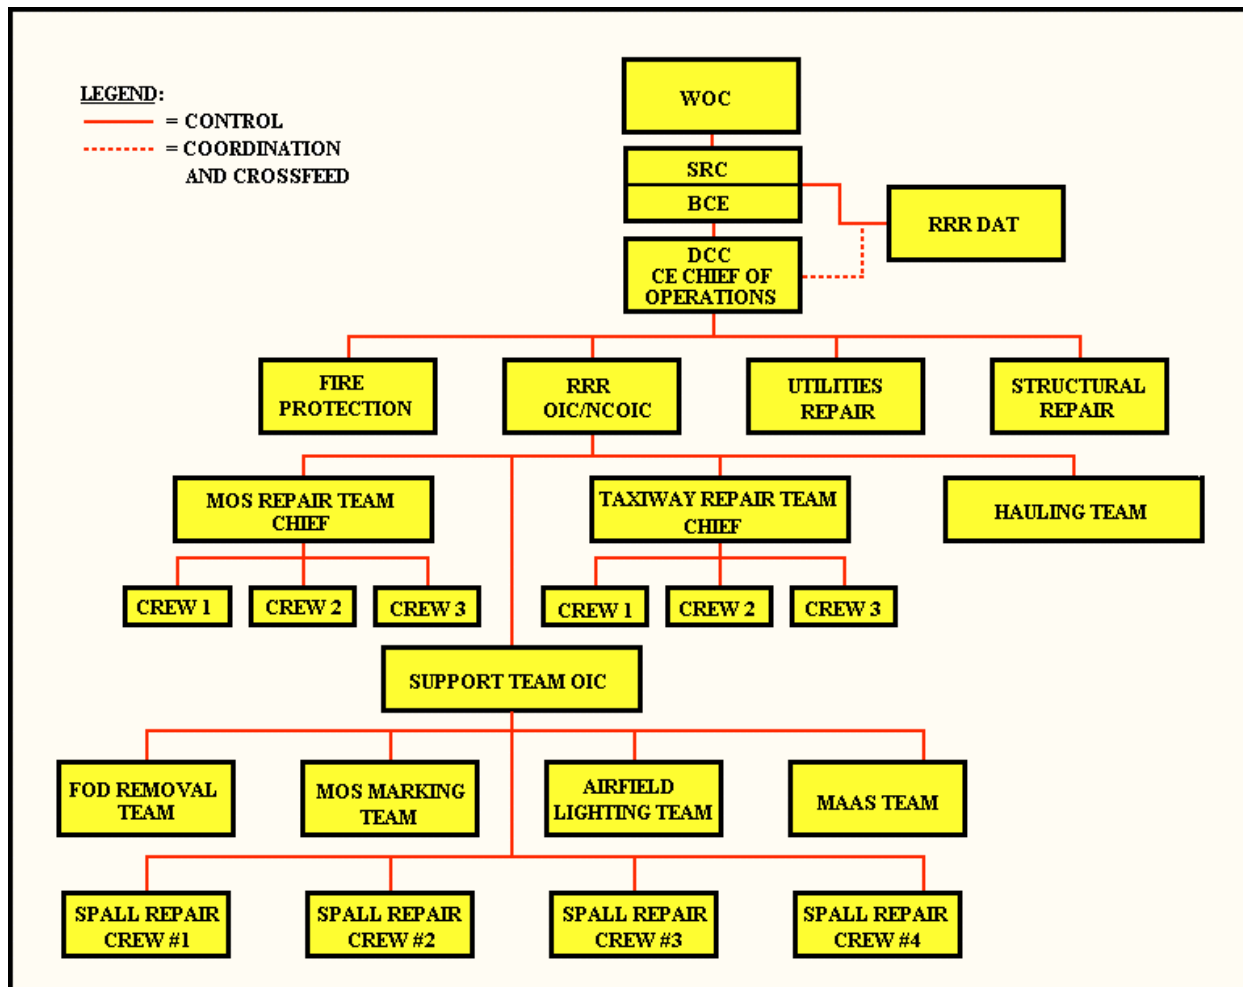 WOC
LEGEND:
= CONTROL
= COORDINATION
AND CROSSFEED
SRC
BCE
RRR DAT
DCC
CE CHIEF OF
OPERATIONS
FIRE
PROTECTION
RRR
OIC/NCOIC
UTILITIES
REPAIR
STRUCTURAL
REPAIR
MOS REPAIR TEAM
CHIEF
TAXIWAY REPAIR TEAM
CHIEF
HAULING TEAM
CREW 1
CREW 2
CREW 3
CREW 1
CREW 2
CREW 3
SUPPORT TEAM OIC
FOD REMOVAL
TEAM
MOS MARKING
TEAM
AIRFIELD
LIGHTING TEAM
MAAS TEAM
SPALL REPAIR
CREW #1
SPALL REPAIR
CREW #2
SPALL REPAIR
CREW #3
SPALL REPAIR
CREW #4